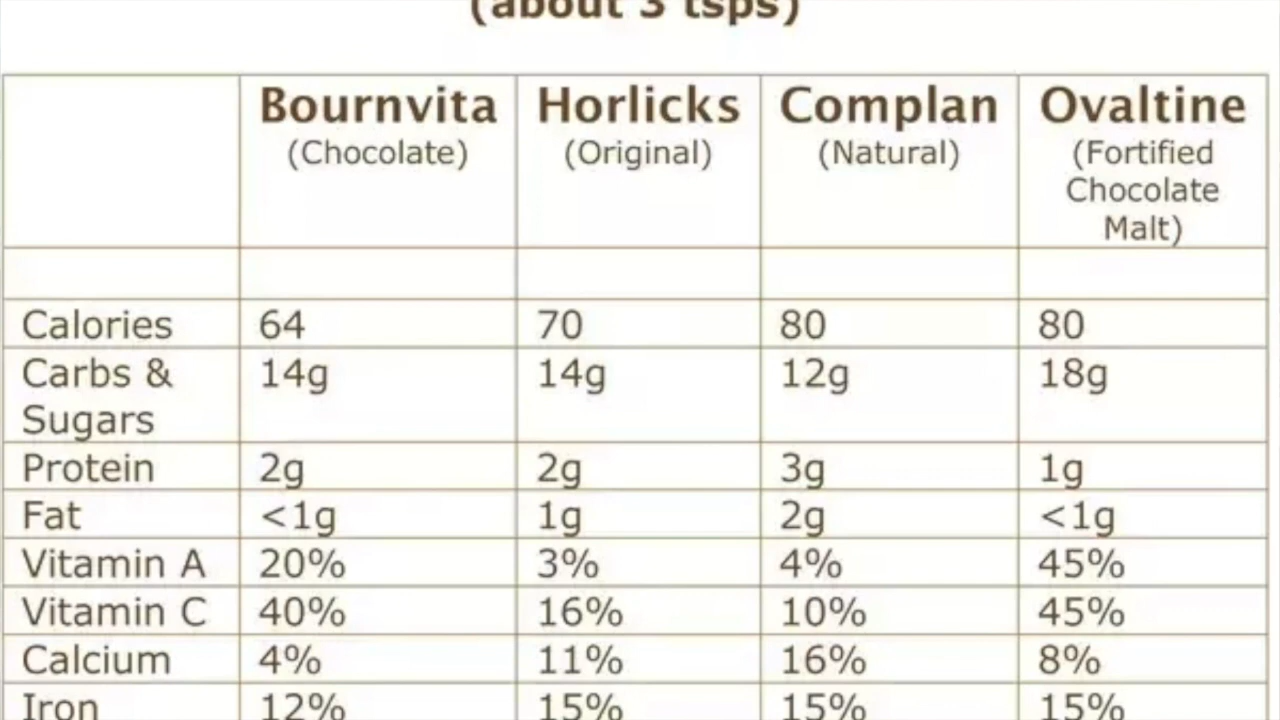 (about 3 tsps)
Bournvita Horlicks Complan Ovaltine
(Chocolate) (Original) (Natural) (Fortified
Chocolate
Malt)
Calories 64 70 80 80
Carbs & 14g 14g 12g 18g
Sugars
Protein 2g 2g 3g 1g
Fat <1g 1g 2g <1g
Vitamin A 20% 3% 4% 45%
Vitamin C 40% 16% 10% 45%
Calcium 4% 11% 16% 8%
Iron 12% 15% 15% 15%